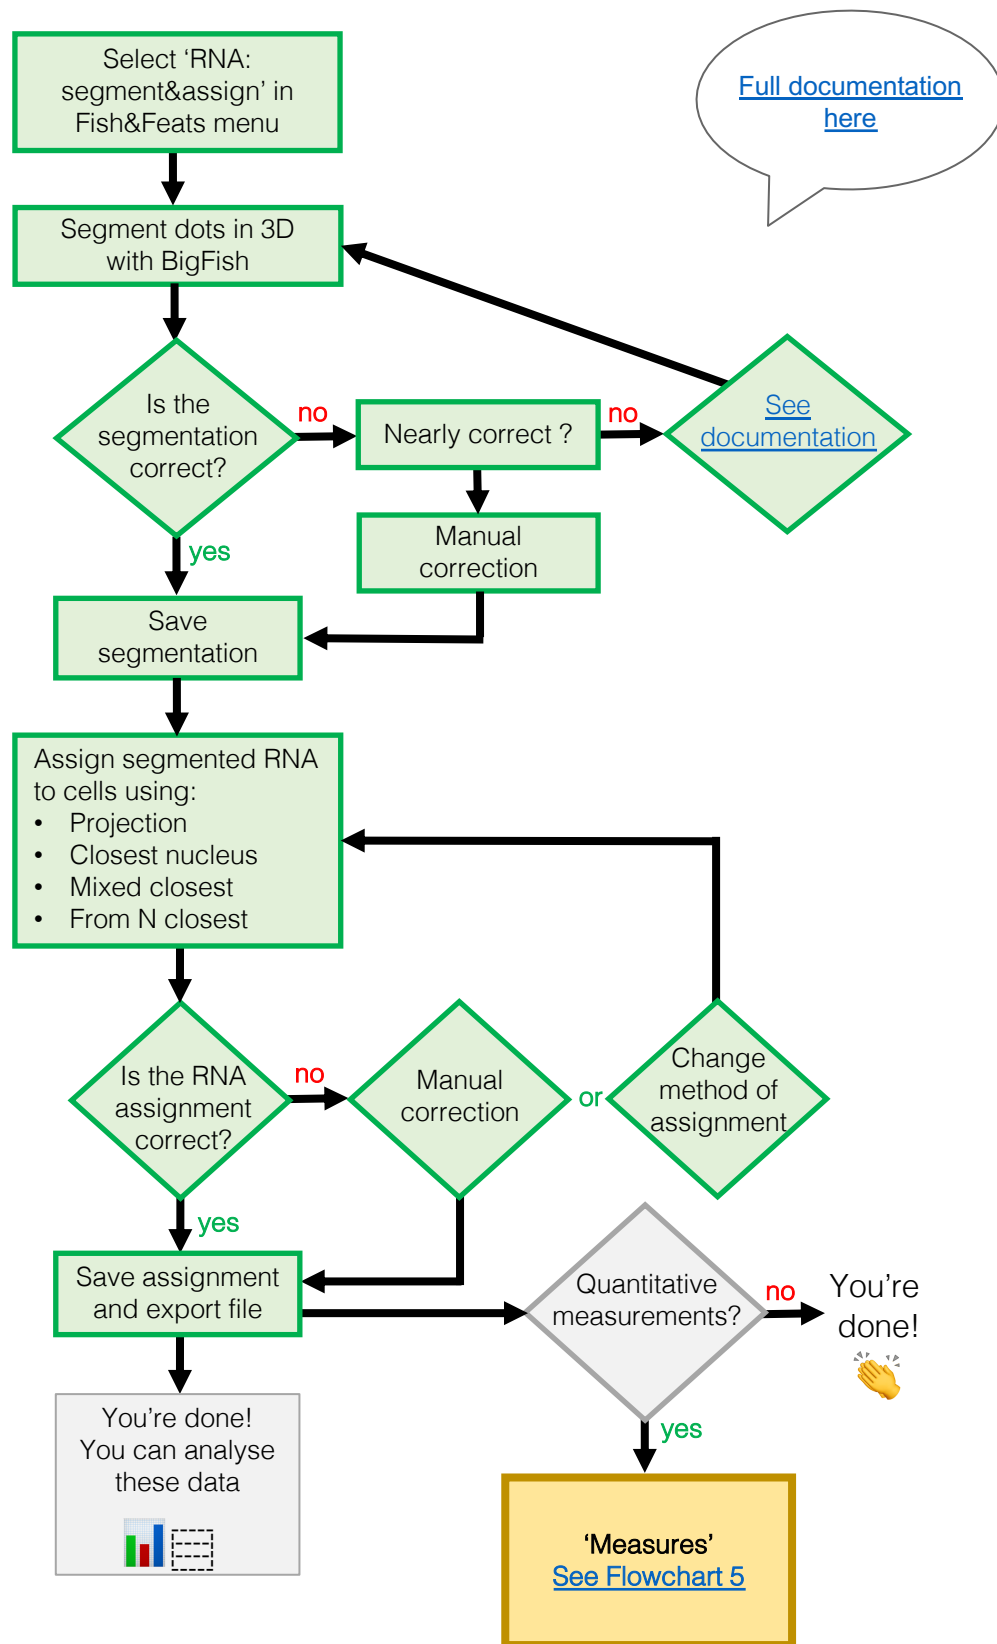 Select ‘RNA:
segment&assign’ in
Fish&Feats menu
Full documentation
here
Segment dots in 3D
with BigFish
Is the
segmentation
correct?
no
Nearly correct ?
no
See
documentation
yes
Manual
correction
Save
segmentation
Assign segmented RNA
to cells using:
• Projection
• Closest nucleus
• Mixed closest
• From N closest
Is the RNA
assignment
correct?
no
Manual
correction
or
Change
method of
assignment
yes
Save assignment
and export file
Quantitative
measurements?
no
You’re
done!
yes
You’re done!
You can analyse
these data
‘Measures’
See Flowchart 5